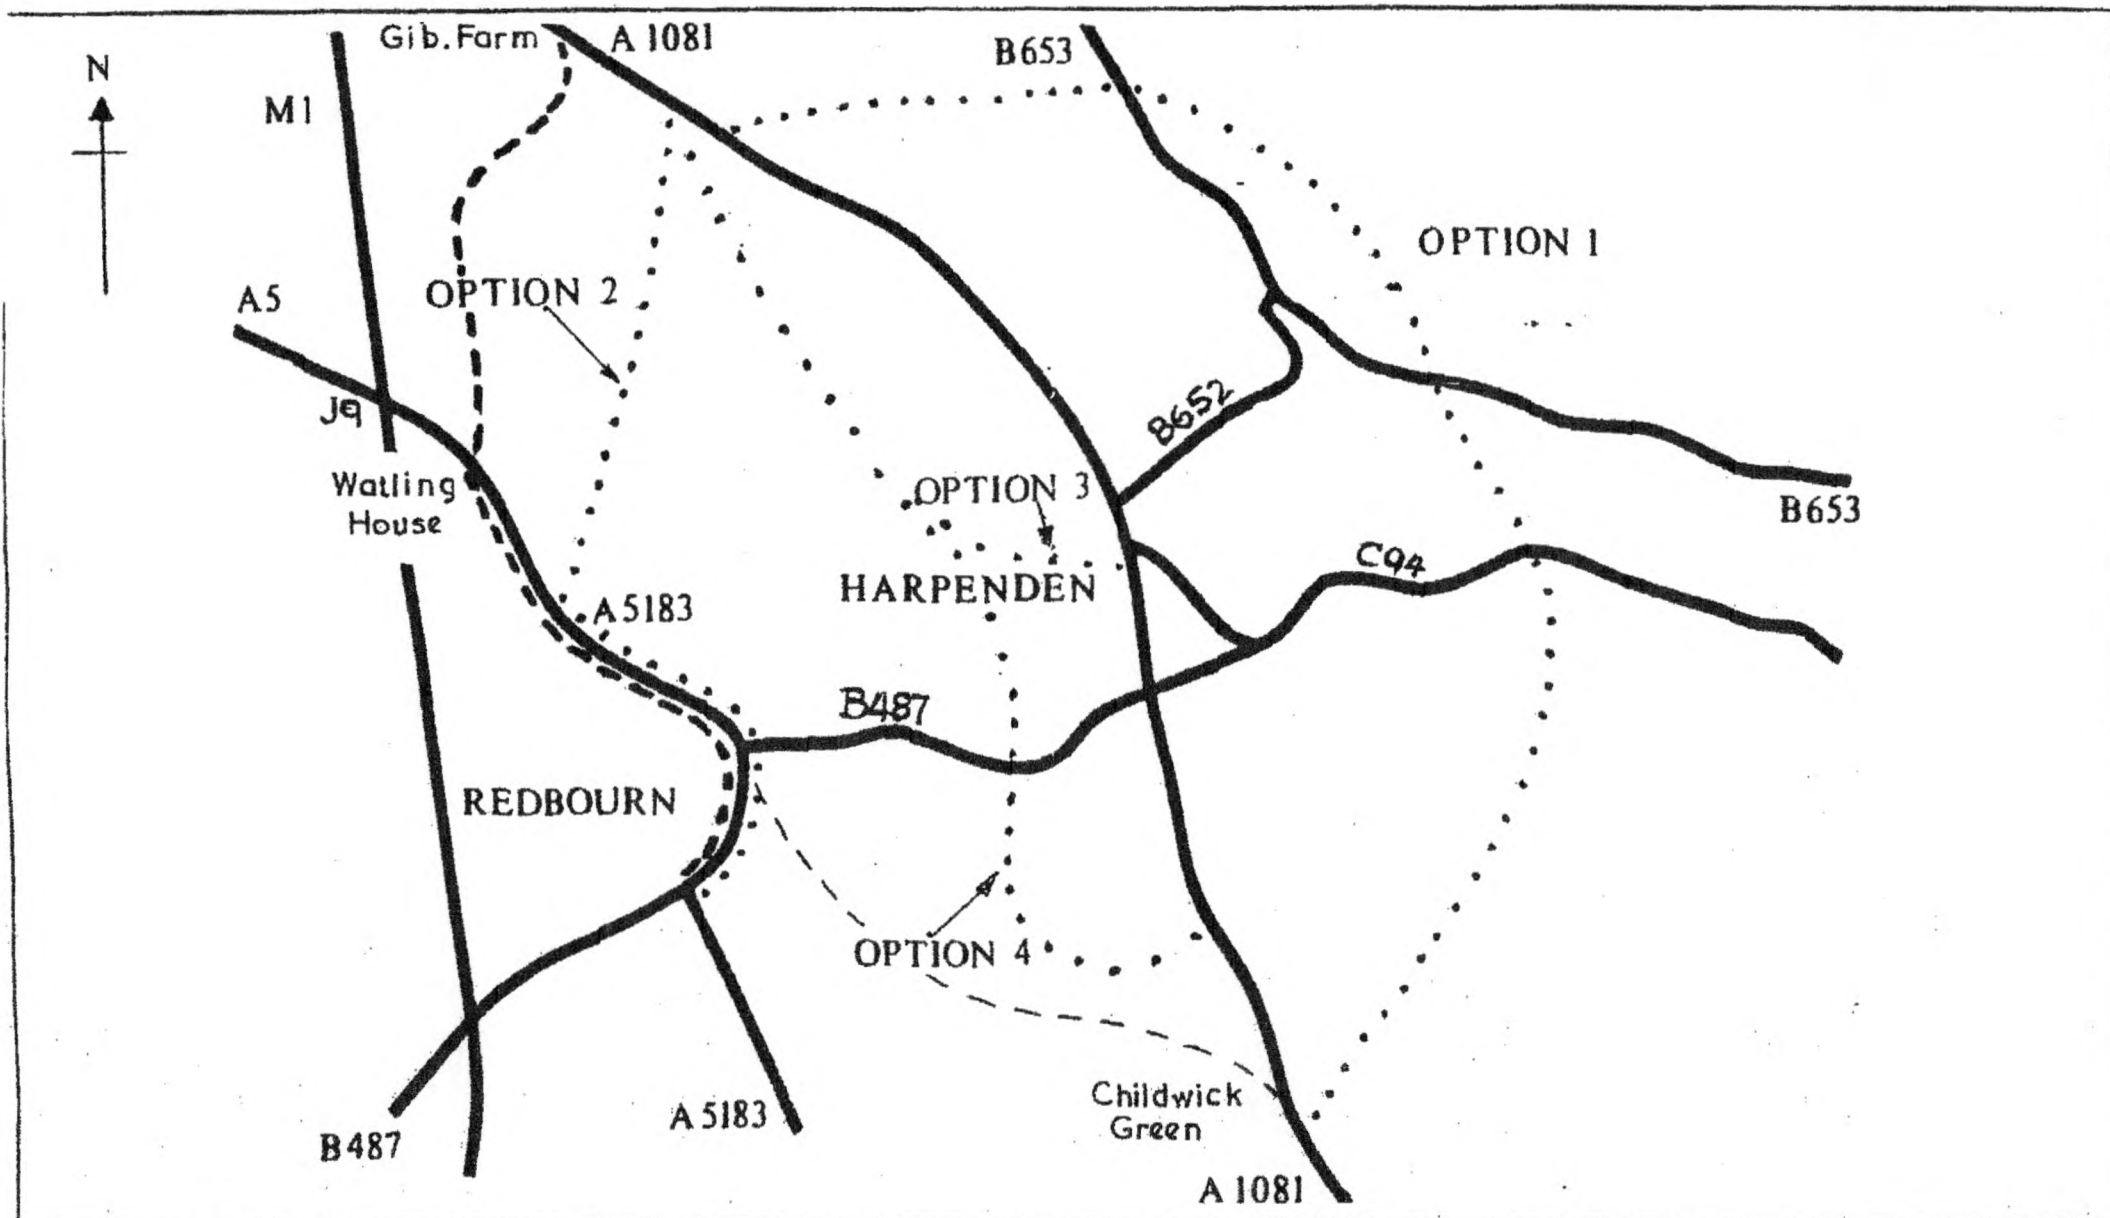 Gib. Farm
A 1081
B653
N
M1
OPTION 1
A5
OPTION 2
J9
B652
Watling
House
OPTION 3
B653
C94
HARPENDEN
A 5183
B487
REDBOURN
OPTION 4
Childwick
Green
A 5183
B487
A 1081